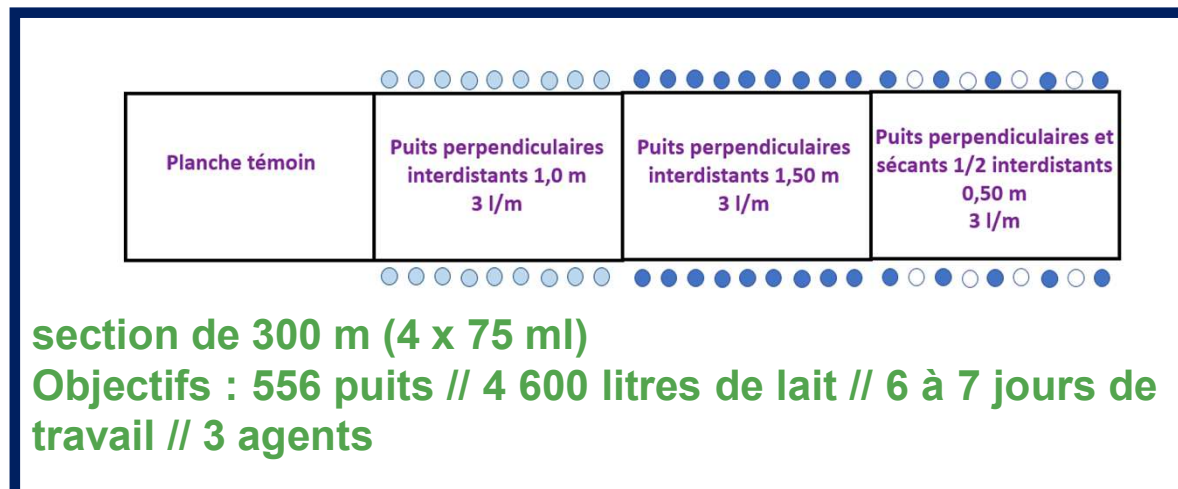 Planche témoin
Puits perpendiculaires
interdistants 1,0 m
3 l/m
Puits perpendiculaires
interdistants 1,50 m
3 l/m
Puits perpendiculaires et
sécants 1/2 interdistants
0,50 m
3 l/m
section de 300 m (4 x 75 ml)
Objectifs : 556 puits // 4 600 litres de lait // 6 à 7 jours de
travail // 3 agents